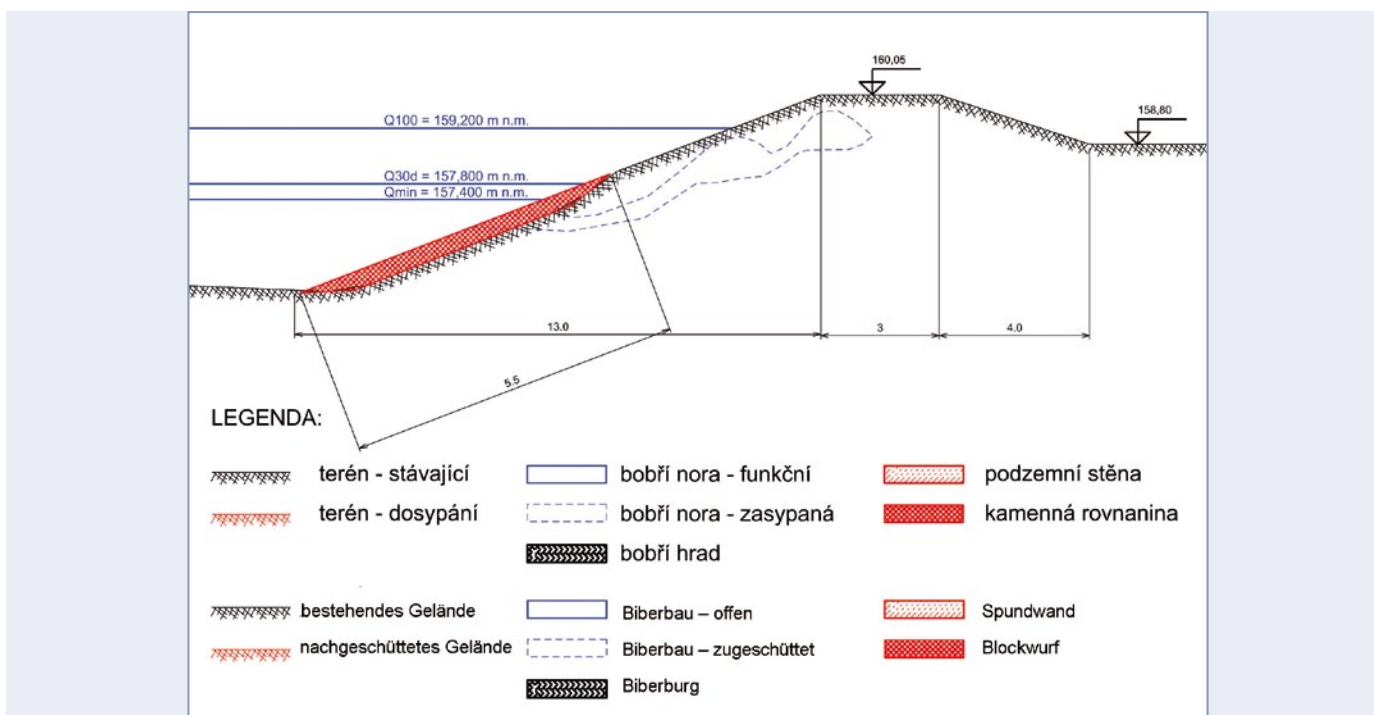 160,05
158,80
Q100 = 159,200 m n.m.
Q30d = 157,800 m n.m.
Qmin = 157,400 m n.m.
13.0
3
4.0
5.5
LEGENDA:
terén - stávající
bobří nora - funkční
podzemní stěna
terén - dosypání
bobří nora - zasypaná
kamenná rovnanina
bobří hrad
bestehendes Gelände
Biberbau – offen
Spundwand
nachgeschüttetes Gelände
Biberbau – zugeschüttet
Blockwurf
Biberburg